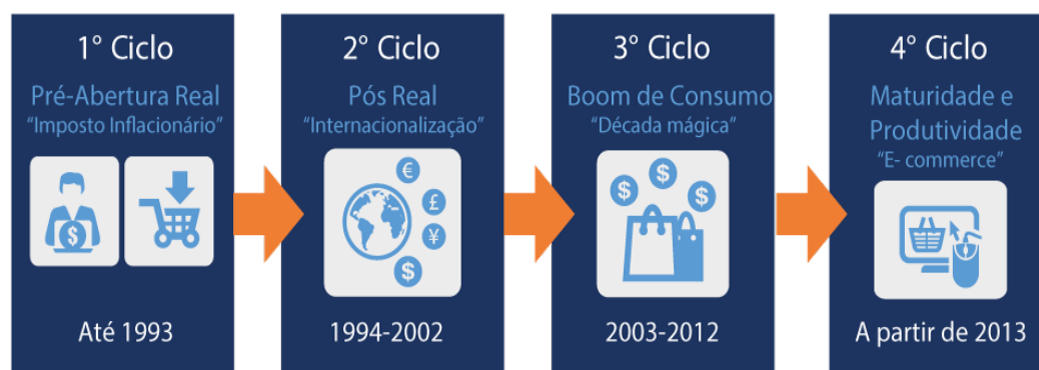 1° Ciclo
Pré-Abertura Real
“Imposto Inflacionário”
$
Até 1993
2° Ciclo
Pós Real
“Internacionalização”
€
£
¥
$
1994-2002
3° Ciclo
Boom de Consumo
“Década mágica”
$ $ $
2003-2012
4° Ciclo
Maturidade e
Produtividade
“E- commerce”
A partir de 2013